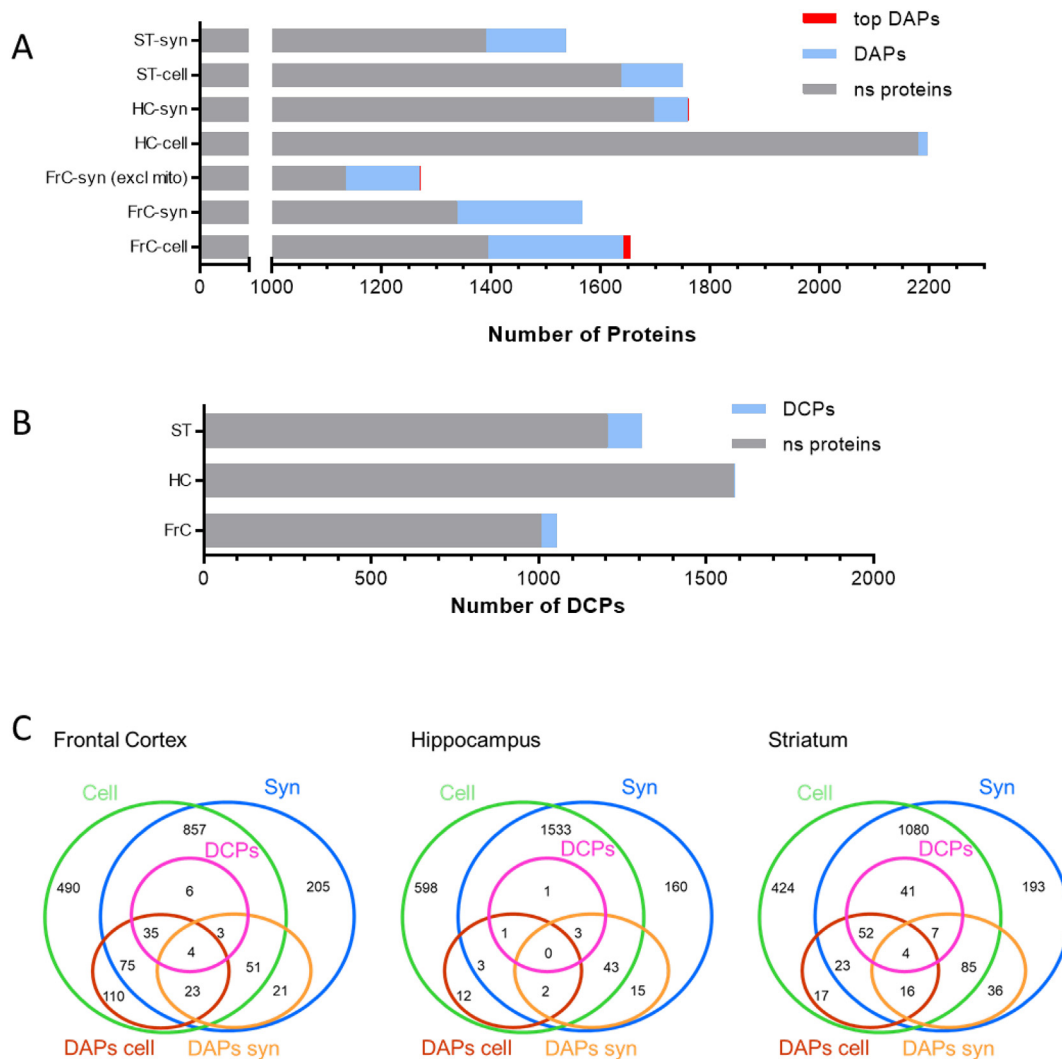 A
top DAPs
DAPs
ns proteins
ST-syn
ST-cell
HC-syn
HC-cell
FrC-syn (excl mito)
FrC-syn
FrC-cell
0 1000 1200 1400 1600 1800 2000 2200
Number of Proteins
B
DCPs
ns proteins
ST
HC
FrC
0 500 1000 1500 2000
Number of DCPs
C
Frontal Cortex
Cell
Syn
857
DCPs
490
6
205
35
3
4
75
51
110
23
21
DAPs cell
DAPs syn
Hippocampus
Cell
Syn
1533
DCPs
598
1
160
1
3
0
3
43
12
2
15
DAPs cell
DAPs syn
Striatum
Cell
Syn
1080
DCPs
424
41
193
52
7
4
23
85
17
16
36
DAPs cell
DAPs syn